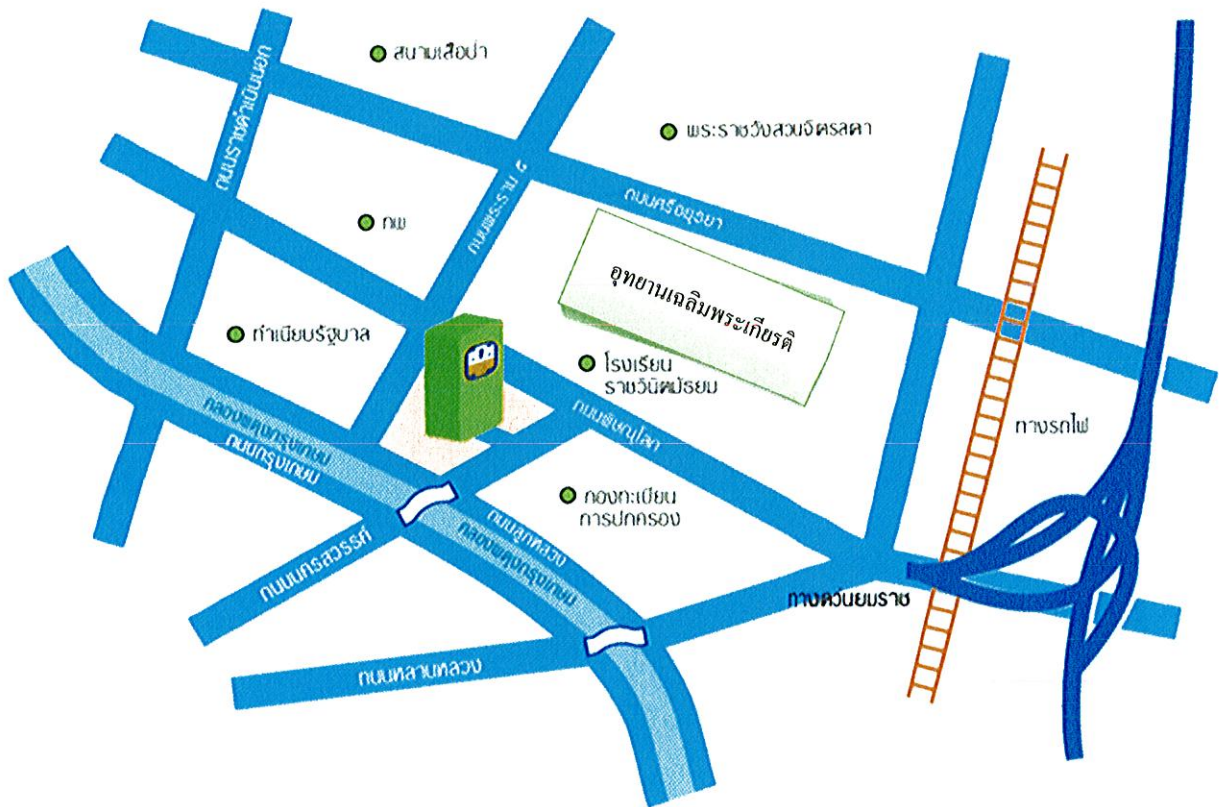 สนามเสือป่า
ถนนราชดำเนินนอก
พระราชวังสวนจิตรลดา
ถนนศรีอยุธยา
ถนนพระราม 5
ทพ
อุทยานเฉลิมพระเกียรติ
ทำเนียบรัฐบาล
โรงเรียน
ราชวินิตมัธยม
ถนนพิษณุโลก
ทางรถไฟ
คลองผดุงกรุงเกษม
ถนนกรุงเกษม
กองทะเบียน
การปกครอง
ถนนลูกหลวง
คลองผดุงกรุงเกษม
ถนนนครสวรรค์
ทางด่วนยมราช
ถนนหลานหลวง